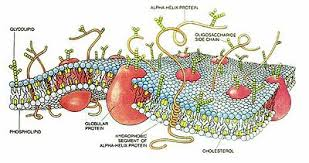 ALPHA-HELIX PROTEIN
GLYCOLIPID
OLIGOSACCHARIDE
SIDE CHAIN
PHOSPHOLIPID
GLOBULAR
PROTEIN
HYDROPHOBIC
SEGMENT OF
ALPHA-HELIX PROTEIN
CHOLESTEROL